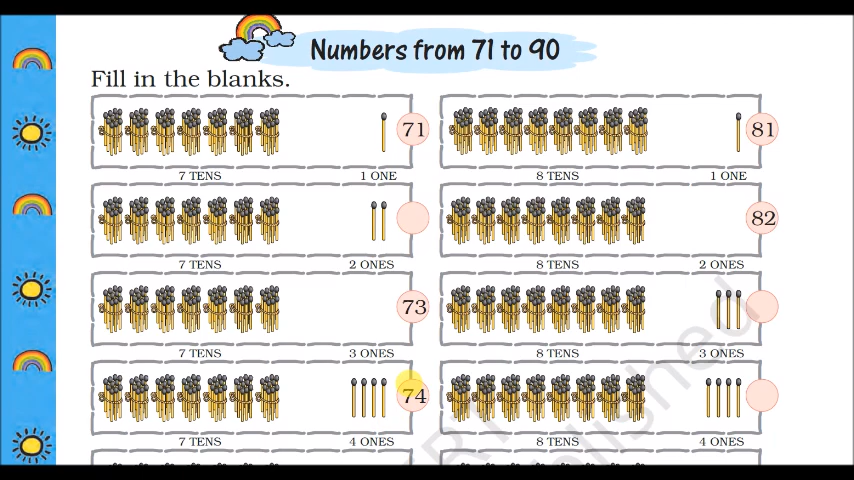 Numbers from 71 to 90
Fill in the blanks.
71
7 TENS 1 ONE
81
8 TENS 1 ONE
7 TENS 2 ONES
82
8 TENS 2 ONES
73
7 TENS 3 ONES
8 TENS 3 ONES
74
7 TENS 4 ONES
8 TENS 4 ONES